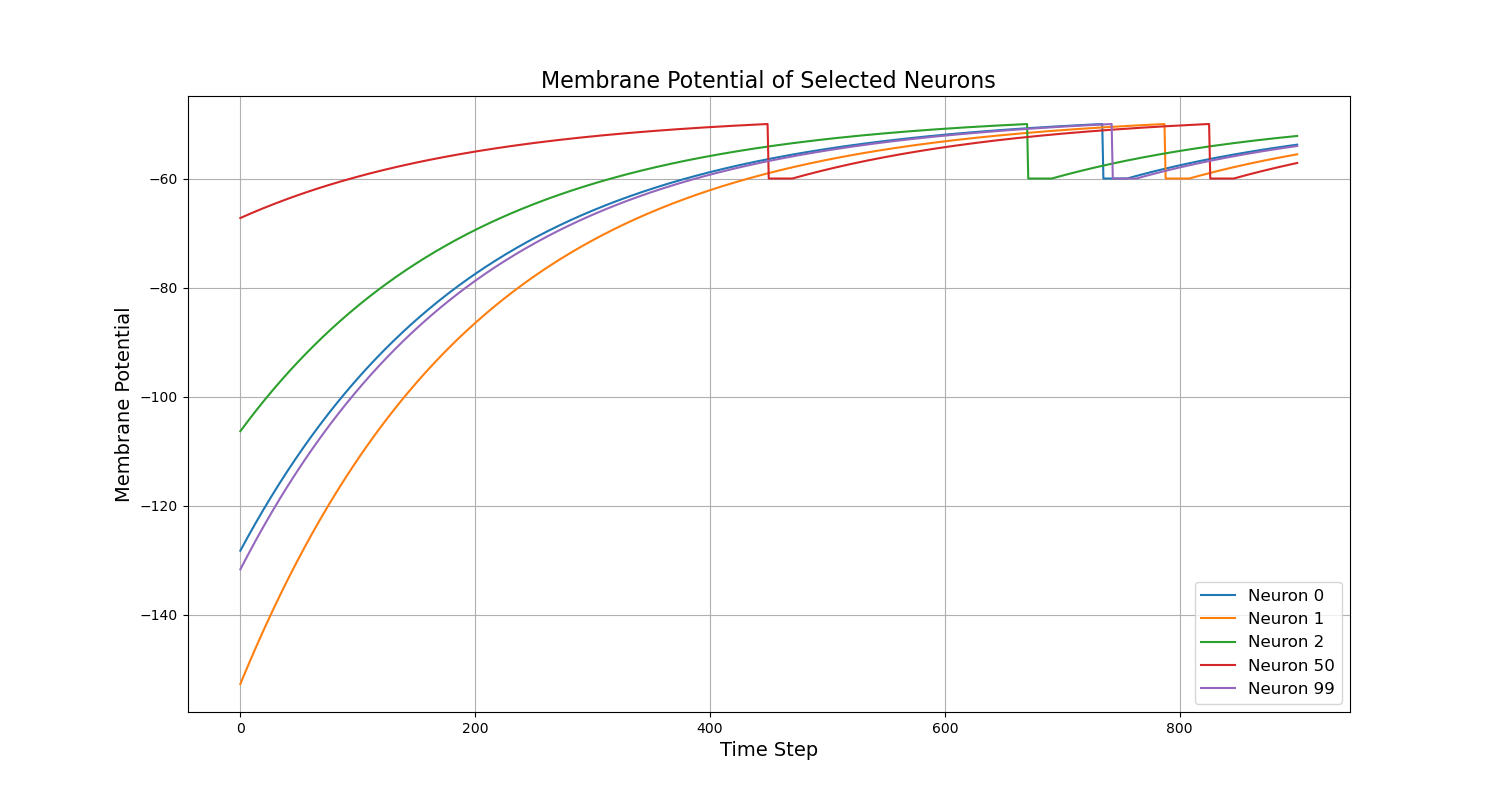 Membrane Potential of Selected Neurons
Membrane Potential
−60
−80
−100
−120
−140
0
200
400
600
800
Time Step
Neuron 0
Neuron 1
Neuron 2
Neuron 50
Neuron 99